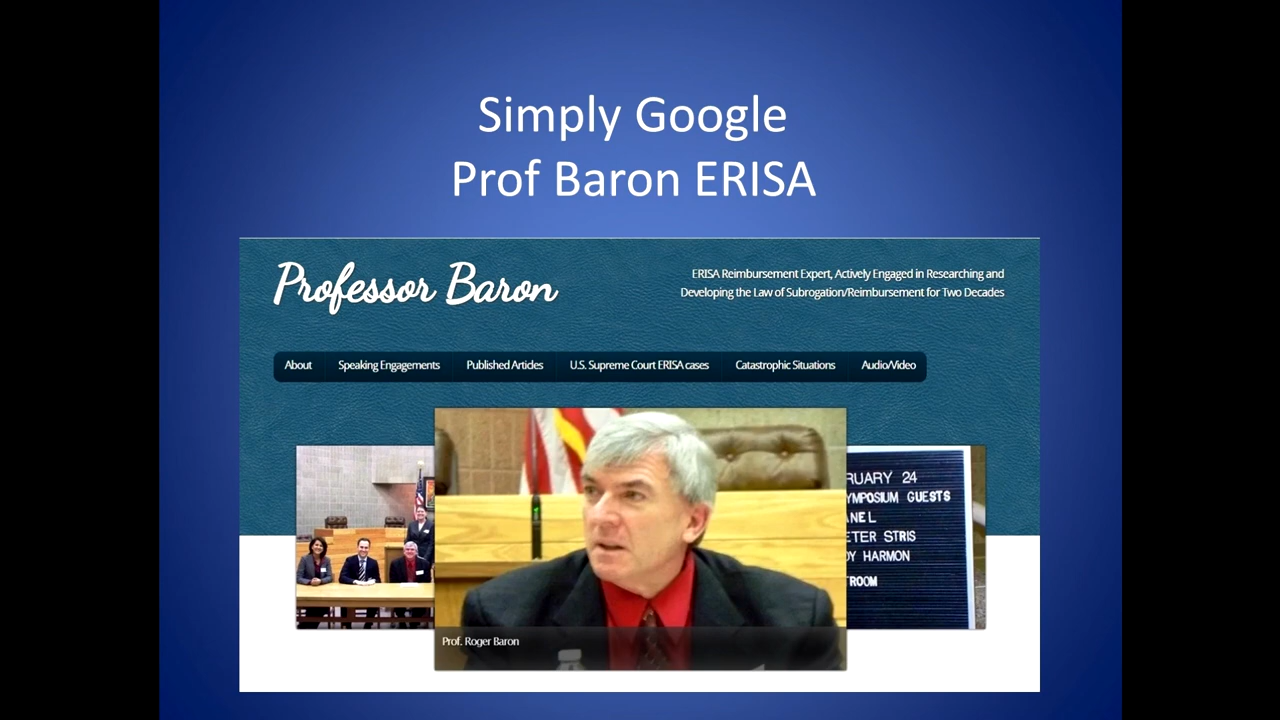 Simply Google
Prof Baron ERISA
Professor Baron
ERISA Reimbursement Expert, Actively Engaged in Researching and
Developing the Law of Subrogation/Reimbursement for Two Decades
About Speaking Engagements Published Articles U.S. Supreme Court ERISA cases Catastrophic Situations Audio/Video
RUARY 24
YMPOSIUM GUESTS
ANEL
ETER STRIS
DY HARMON
TROOM
Prof. Roger Baron